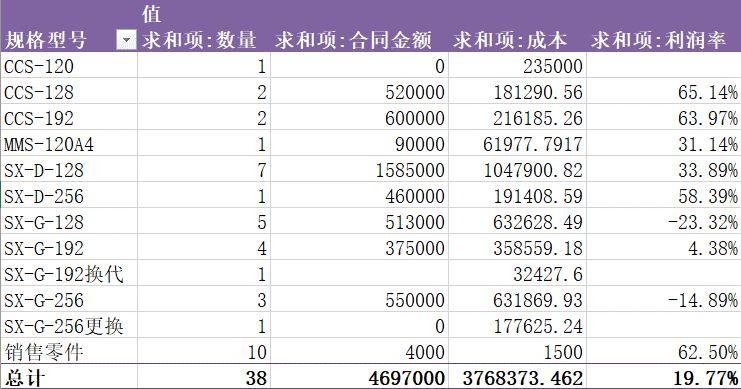 值
规格型号 求和项:数量 求和项:合同金额 求和项:成本 求和项:利润率
CCS-120 1 0 235000
CCS-128 2 520000 181290.56 65.14%
CCS-192 2 600000 216185.26 63.97%
MMS-120A4 1 90000 61977.7917 31.14%
SX-D-128 7 1585000 1047900.82 33.89%
SX-D-256 1 460000 191408.59 58.39%
SX-G-128 5 513000 632628.49 -23.32%
SX-G-192 4 375000 358559.18 4.38%
SX-G-192换代 1 32427.6
SX-G-256 3 550000 631869.93 -14.89%
SX-G-256更换 1 0 177625.24
销售零件 10 4000 1500 62.50%
总计 38 4697000 3768373.462 19.77%